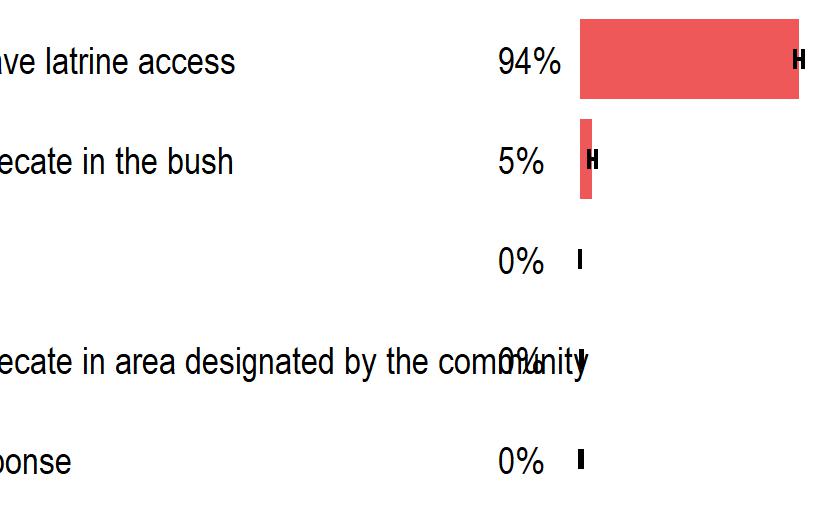 ve latrine access 94%
ecate in the bush 5%
0%
ecate in area designated by the community 0%
onse 0%